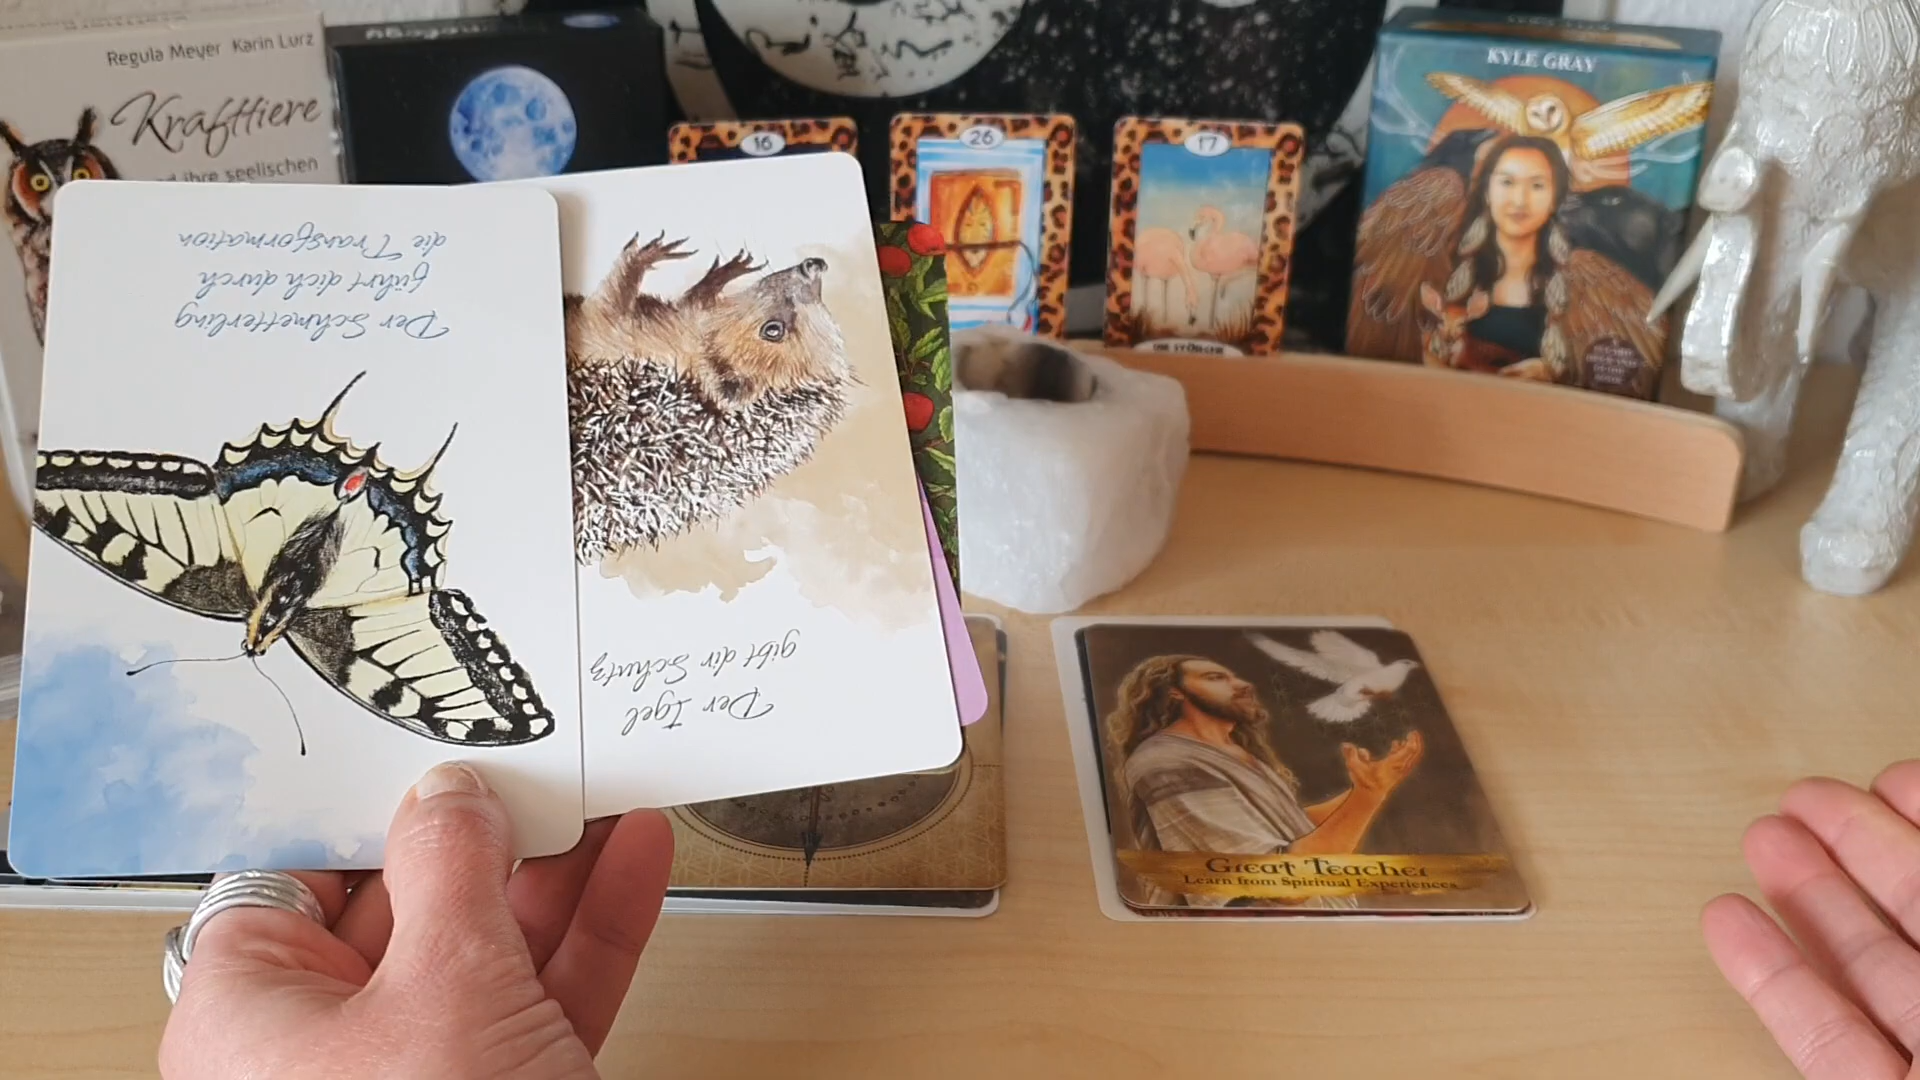 Regula Meyer Karin Lurz
Krafttiere
nd ihre seelischen
16
26
17
KYLE GRAY
Der Schmetterling
führt dich durch
die Transformation
Der Igel
gibt dir Schutz
Great Teacher
Learn from Spiritual Experiences